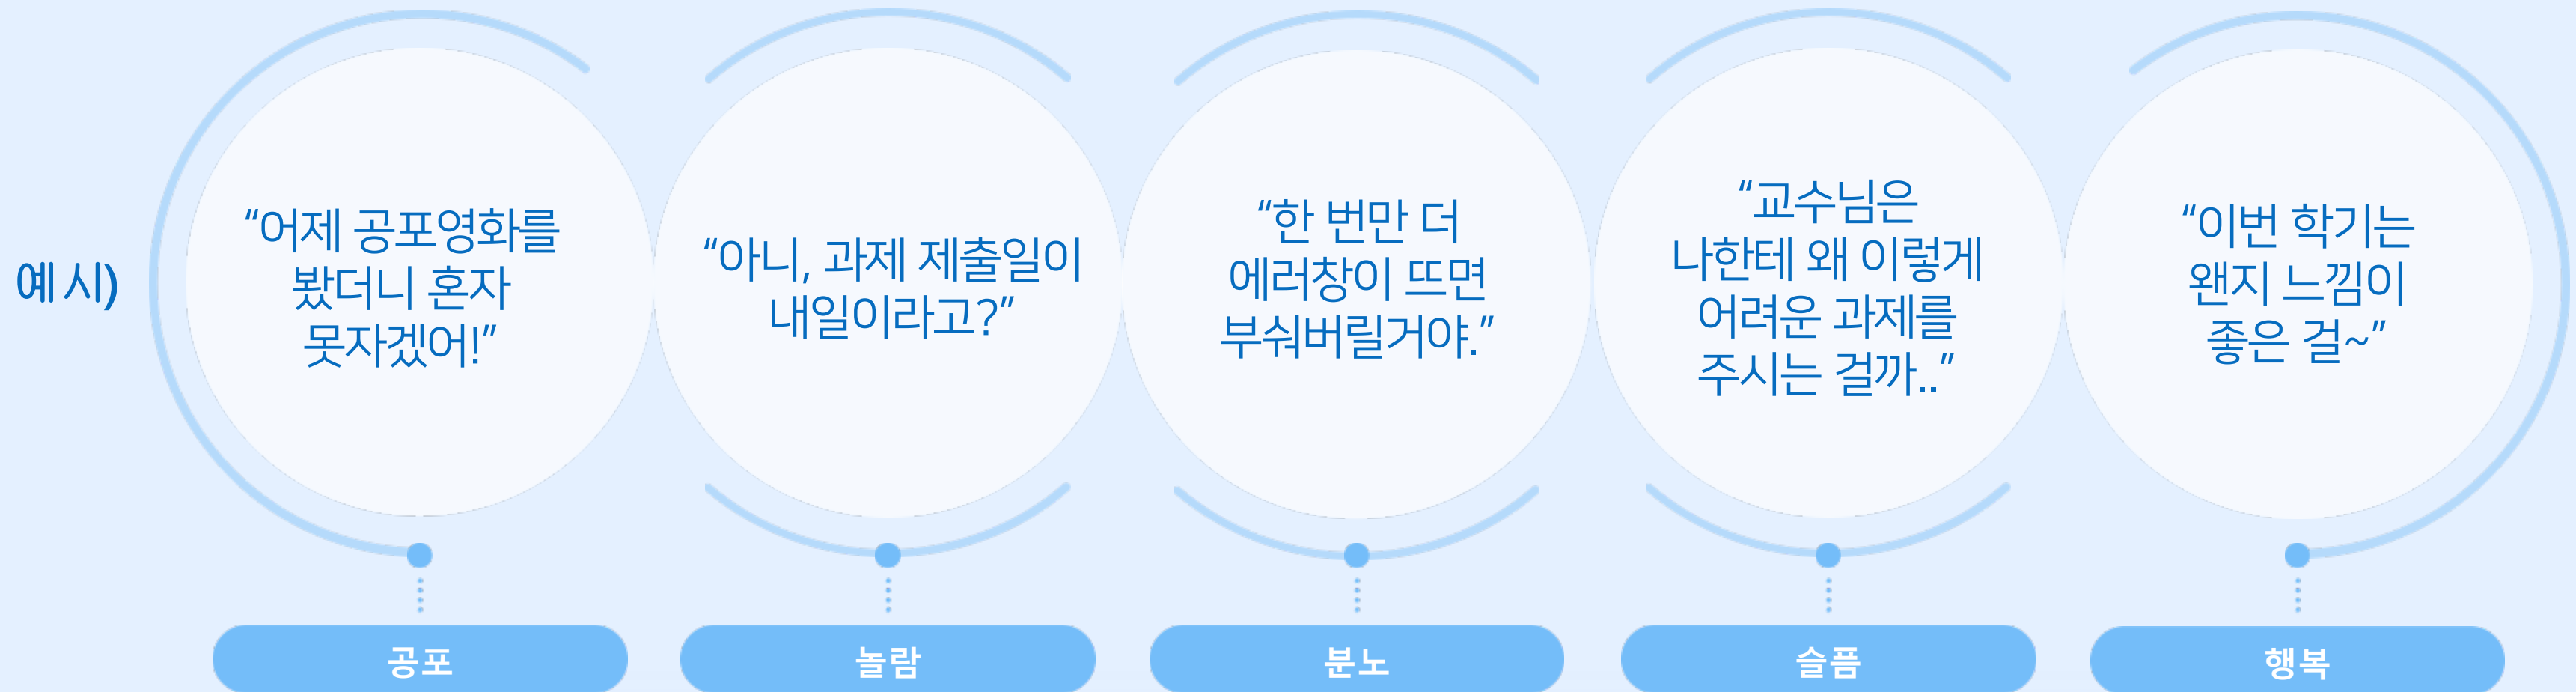 예시)
“어제 공포영화를
봤더니 혼자
못자겠어!”
“아니, 과제 제출일이
내일이라고?”
“한 번만 더
에러창이 뜨면
부숴버릴거야.”
“교수님은
나한테 왜 이렇게
어려운 과제를
주시는 걸까..”
“이번 학기는
왠지 느낌이
좋은 걸~”
공포
놀람
분노
슬픔
행복